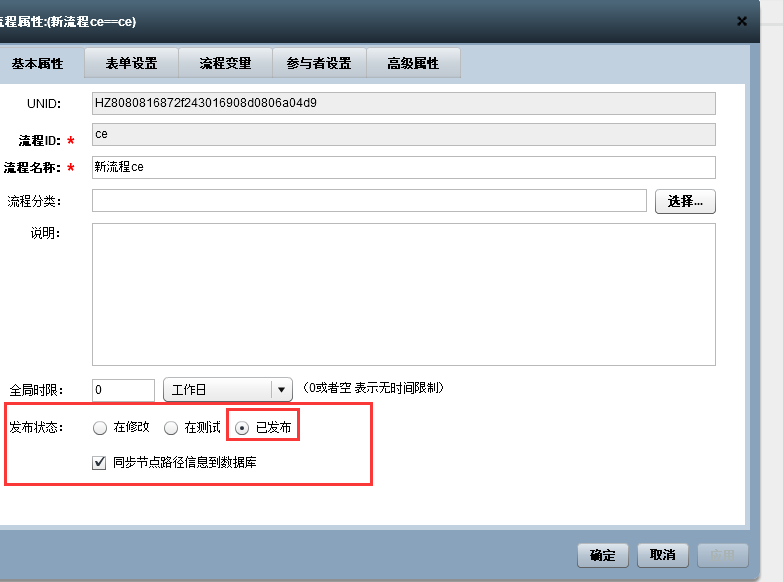 流程属性:(新流程ce==ce)
基本属性 表单设置 流程变量 参与者设置 高级属性
UNID: HZ8080816872f243016908d0806a04d9
流程ID: * ce
流程名称: * 新流程ce
流程分类: 选择...
说明:
全局时限: 0 工作日 (0或者空 表示无时间限制)
发布状态: 在修改 在测试 已发布
同步节点路径信息到数据库
确定 取消 应用